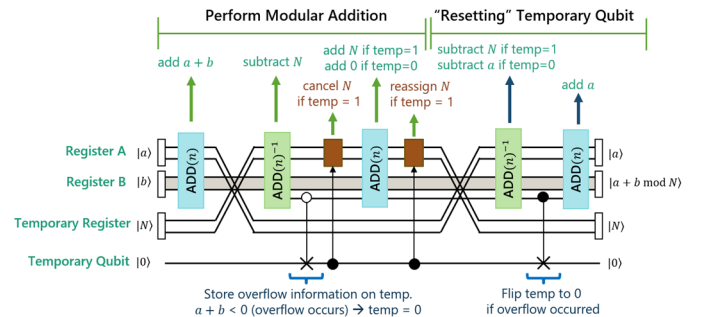 Perform Modular Addition
“Resetting” Temporary Qubit
add a + b
subtract N
add N if temp=1
add 0 if temp=0
cancel N
if temp = 1
reassign N
if temp = 1
subtract N if temp=1
subtract a if temp=0
add a
Register A |a⟩
ADD(n)
ADD(n)⁻¹
ADD(n)
ADD(n)⁻¹
ADD(n)
|a⟩
Register B |b⟩
|a + b mod N⟩
Temporary Register |N⟩
|N⟩
Temporary Qubit |0⟩
|0⟩
Store overflow information on temp.
a + b < 0 (overflow occurs) → temp = 0
Flip temp to 0
if overflow occurred